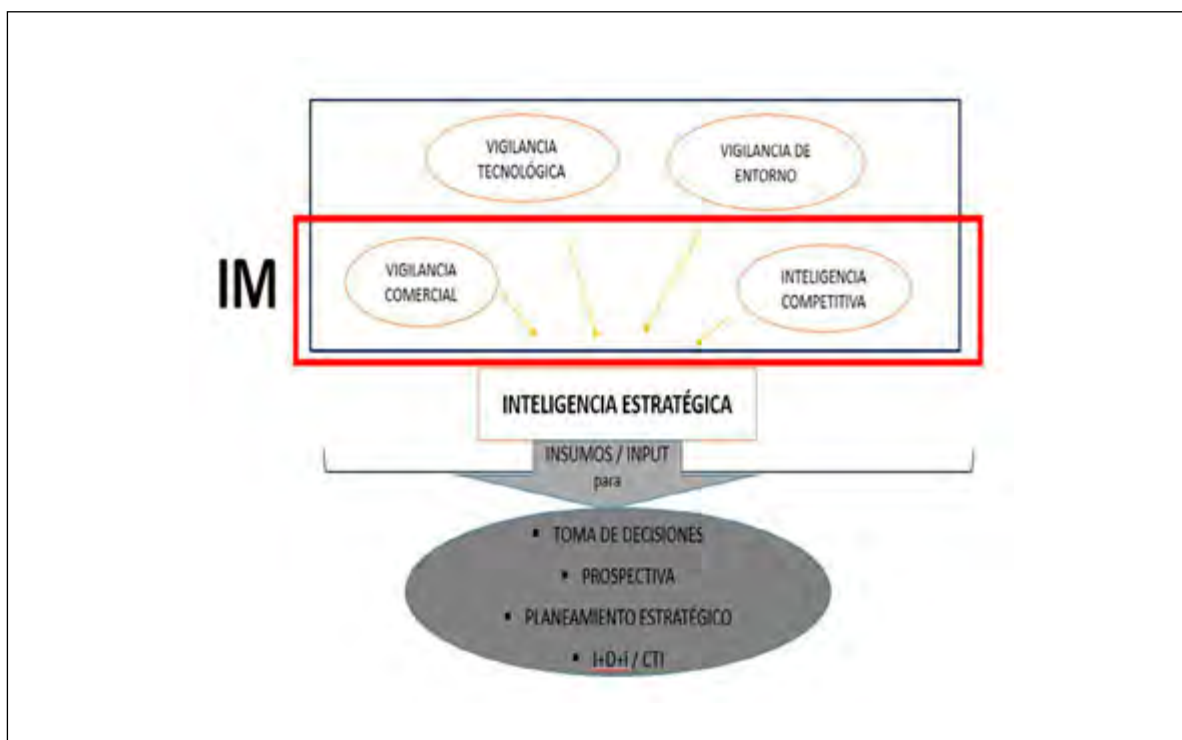 VIGILANCIA
TECNOLÓGICA
VIGILANCIA DE
ENTORNO
IM
VIGILANCIA
COMERCIAL
INTELIGENCIA
COMPETITIVA
INTELIGENCIA ESTRATÉGICA
INSUMOS / INPUT
para
▪ TOMA DE DECISIONES
▪ PROSPECTIVA
▪ PLANEAMIENTO ESTRATÉGICO
▪ I+D+i / CTI